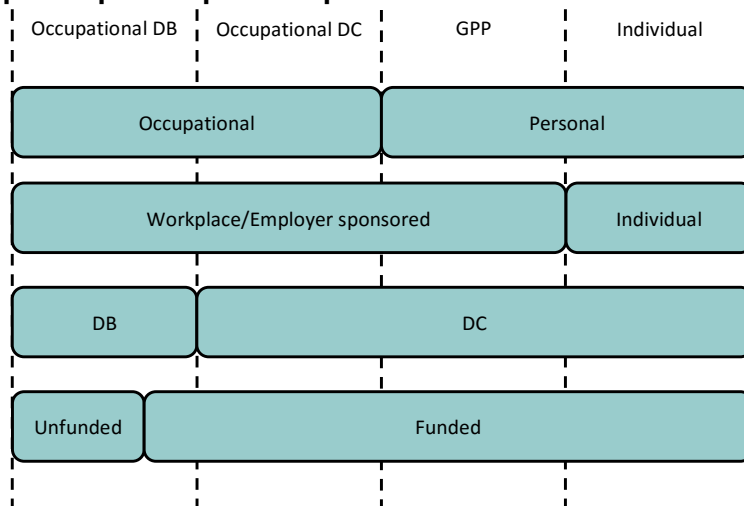 Occupational DB
Occupational DC
GPP
Individual
Occupational
Personal
Workplace/Employer sponsored
Individual
DB
DC
Unfunded
Funded